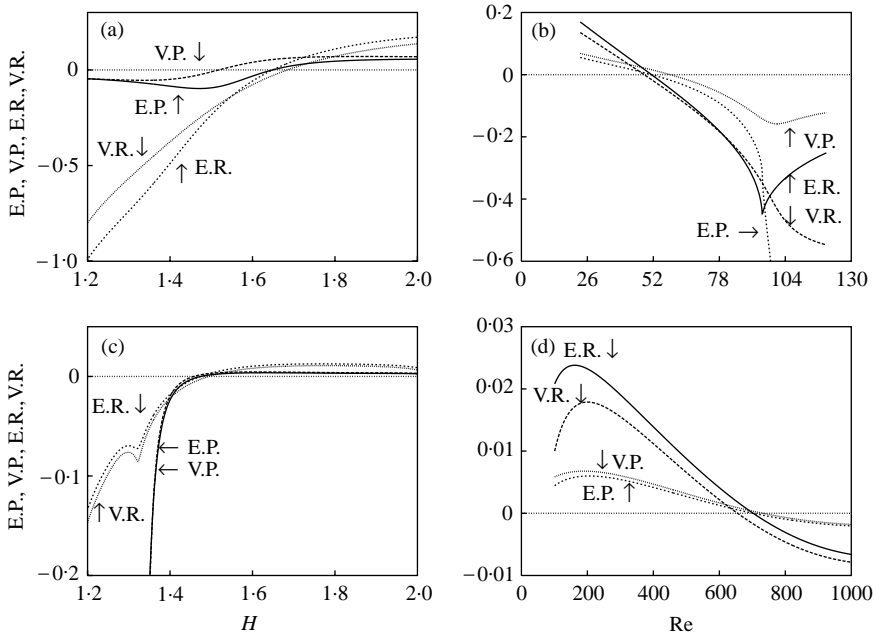 (a)
V.P. ↓
E.P. ↑
V.R. ↓
↑ E.R.
0
−0·5
−1·0
1·2
1·4
1·6
1·8
2·0
E.P., V.P., E.R., V.R.
(b)
0·2
0
−0·2
−0·4
−0·6
↑ V.P.
↑ E.R.
↓ V.R.
E.P. →
0
26
52
78
104
130
(c)
0
−0.1
−0.2
E.R. ↓
← E.P.
← V.P.
↑ V.R.
1·2
1·4
1·6
1·8
2·0
E.P., V.P., E.R., V.R.
H
(d)
0·03
0·02
0·01
0
−0·01
E.R. ↓
V.R. ↓
↓ V.P.
E.P. ↑
0
200
400
600
800
1000
Re